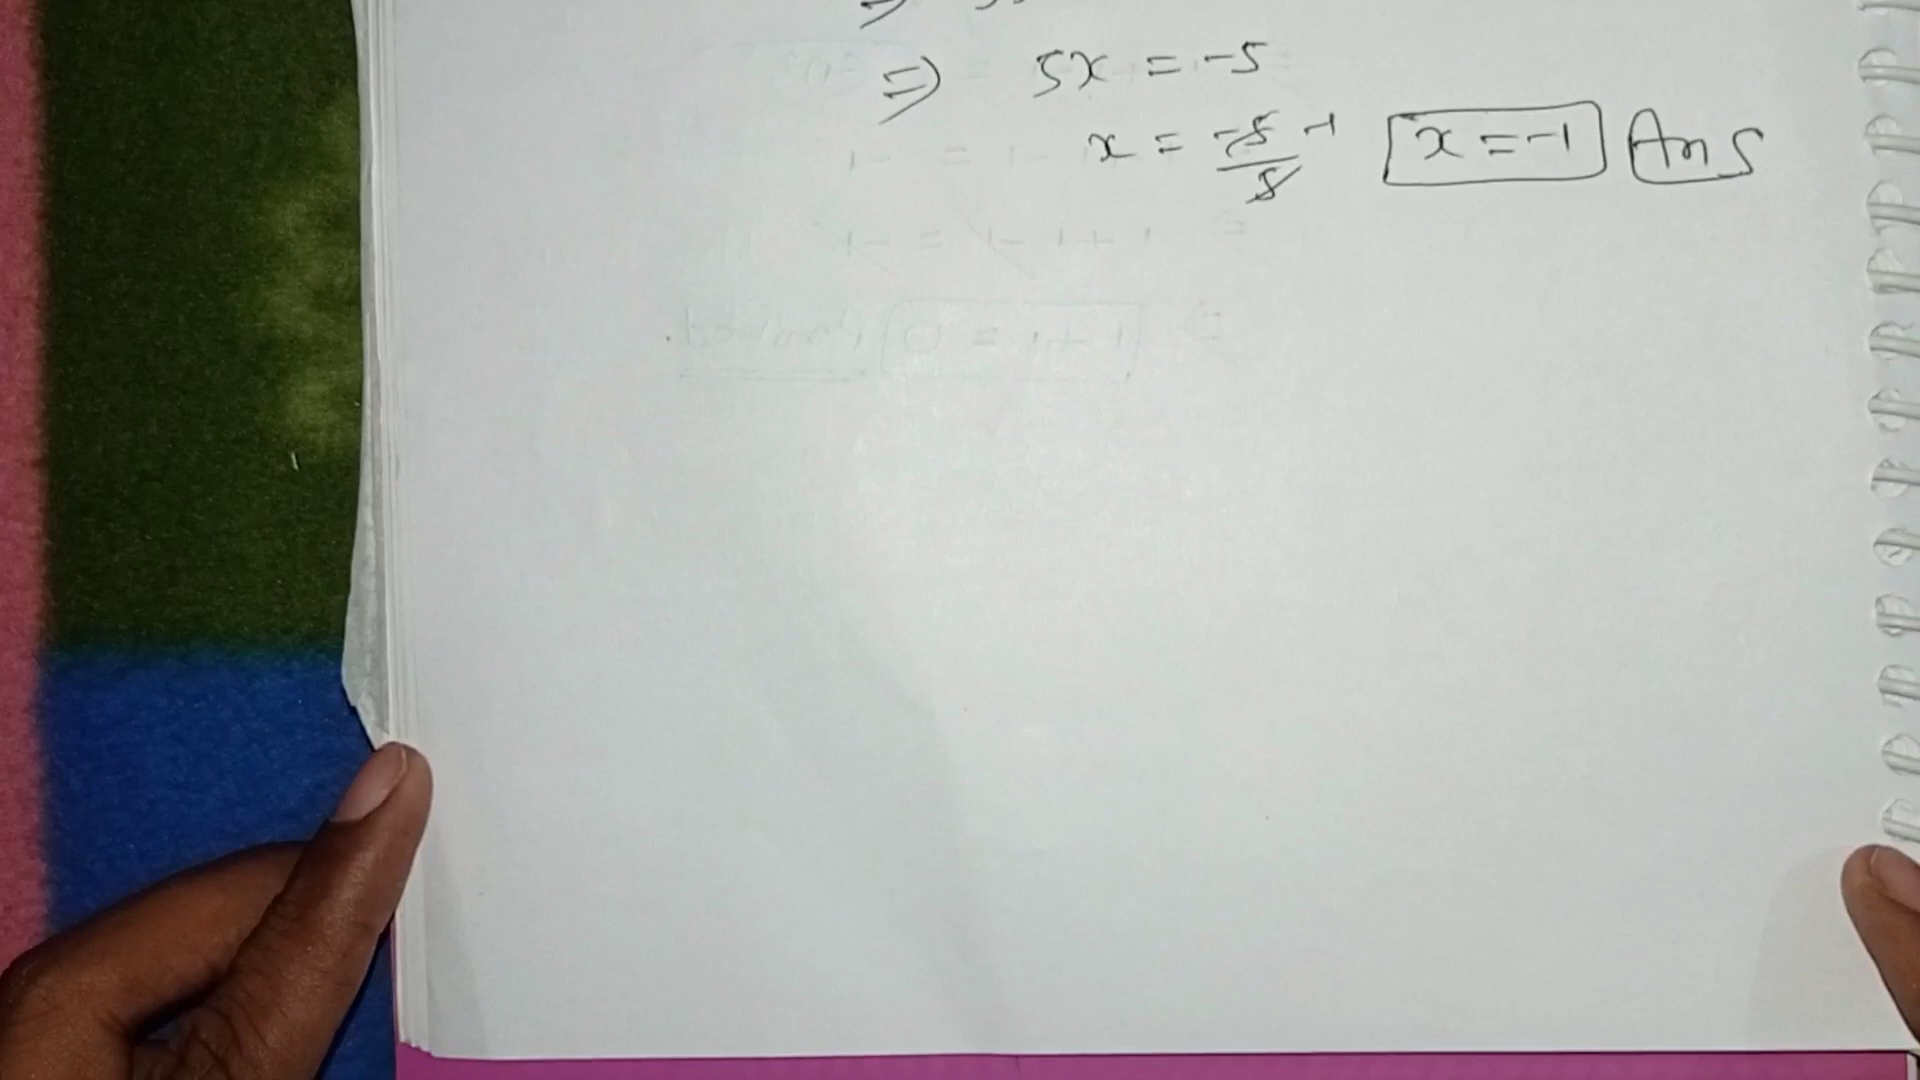 ⇒ 5x = -5
x = -5/5 -1 x = -1 Ans